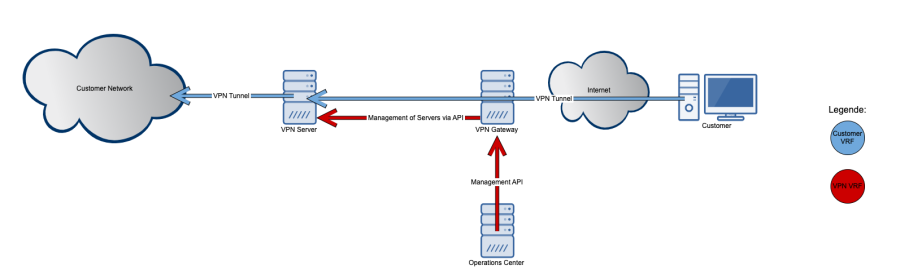 Customer Network
VPN Tunnel
VPN Server
Management of Servers via API
VPN Gateway
VPN Tunnel
Internet
Customer
Management API
Operations Center
Legende:
Customer
VRF
VPN VRF